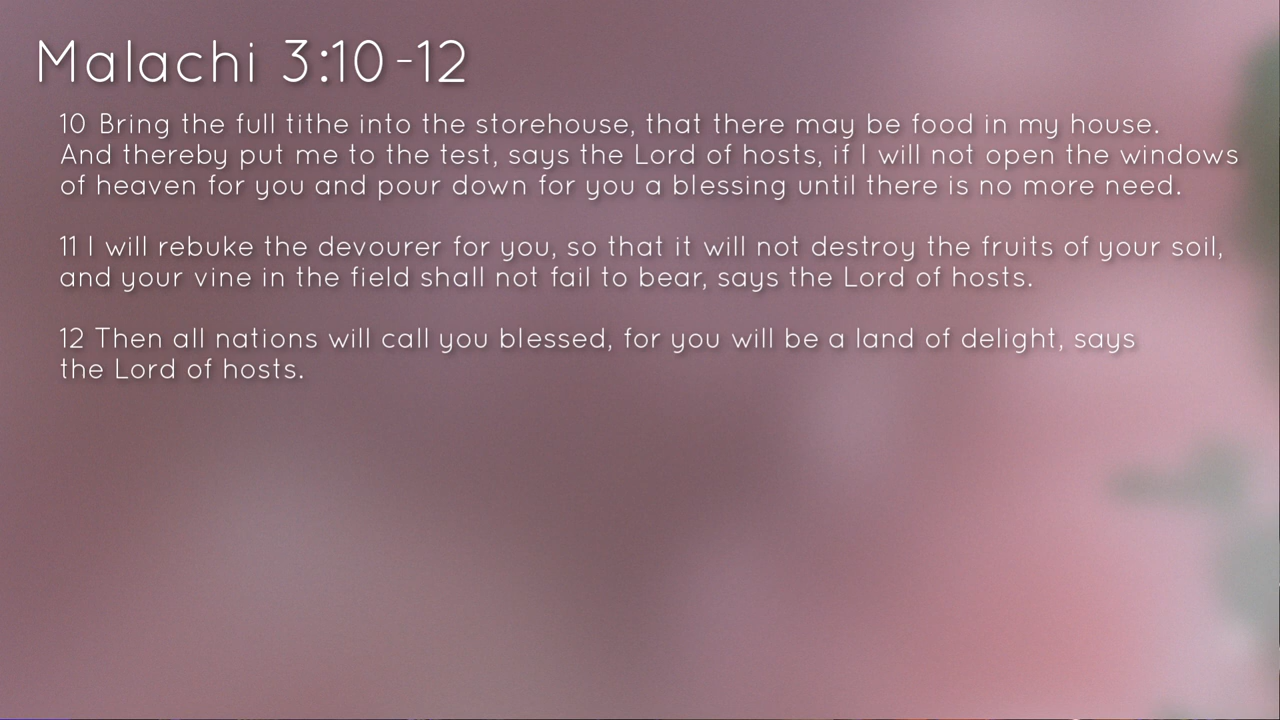 Malachi 3:10-12
10 Bring the full tithe into the storehouse, that there may be food in my house.
And thereby put me to the test, says the Lord of hosts, if I will not open the windows
of heaven for you and pour down for you a blessing until there is no more need.
11 I will rebuke the devourer for you, so that it will not destroy the fruits of your soil,
and your vine in the field shall not fail to bear, says the Lord of hosts.
12 Then all nations will call you blessed, for you will be a land of delight, says
the Lord of hosts.